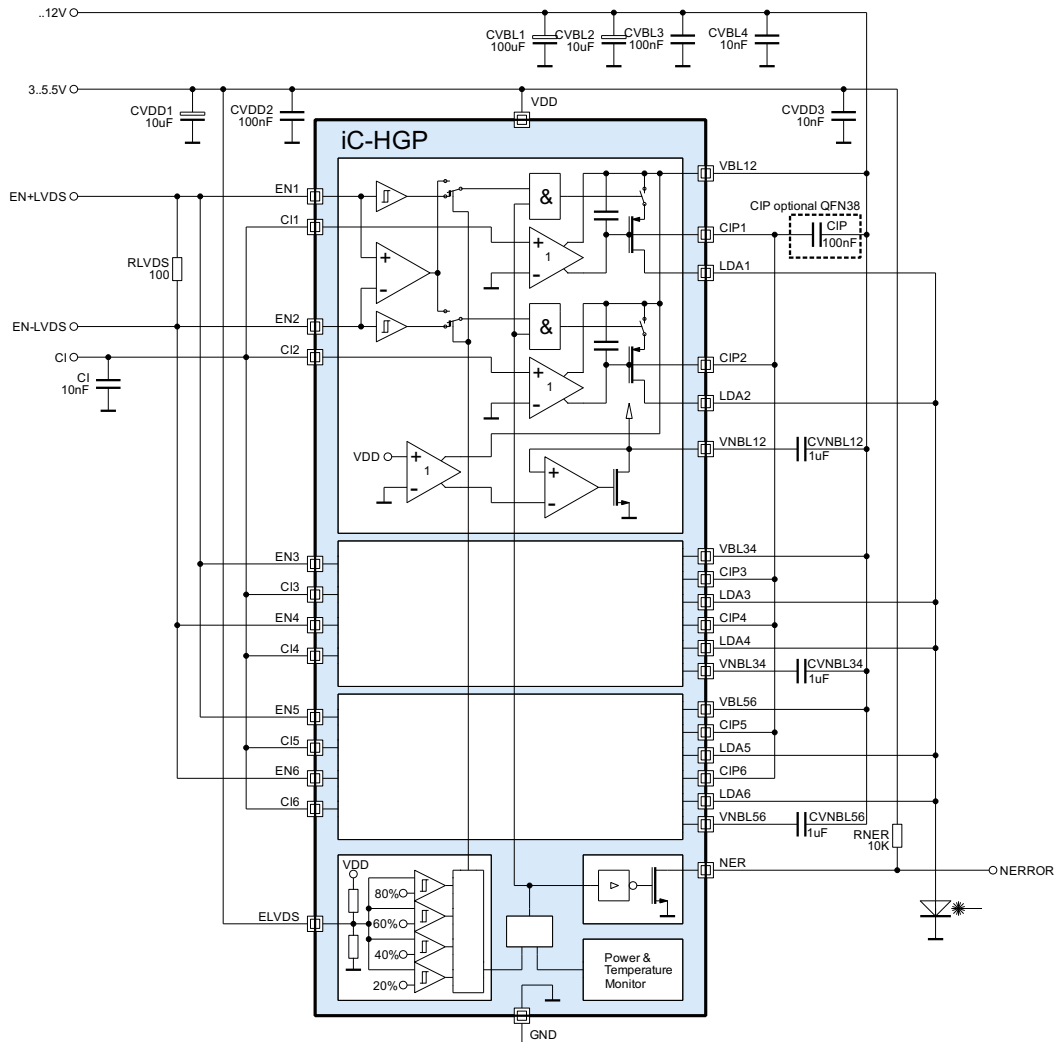 ..12V
CVBL1
100uF
CVBL2
10uF
CVBL3
100nF
CVBL4
10nF
3..5.5V
CVDD1
10uF
CVDD2
100nF
VDD
CVDD3
10nF
iC-HGP
VBL12
EN+LVDS
EN1
&
CIP optional QFN38
CI1
CIP1
CIP
100nF
+
-
1
RLVDS
100
+
-
LDA1
EN-LVDS
EN2
&
CI
CI2
CIP2
CI
10nF
+
-
1
LDA2
VDD
+
-
1
+
-
VNBL12
CVNBL12
1uF
EN3
VBL34
CI3
CIP3
LDA3
EN4
CIP4
CI4
LDA4
VNBL34
CVNBL34
1uF
EN5
VBL56
CIP5
CI5
LDA5
EN6
CIP6
CI6
LDA6
VNBL56
CVNBL56
1uF
RNER
10K
VDD
NER
NERROR
80%
ELVDS
60%
40%
20%
Power &
Temperature
Monitor
GND